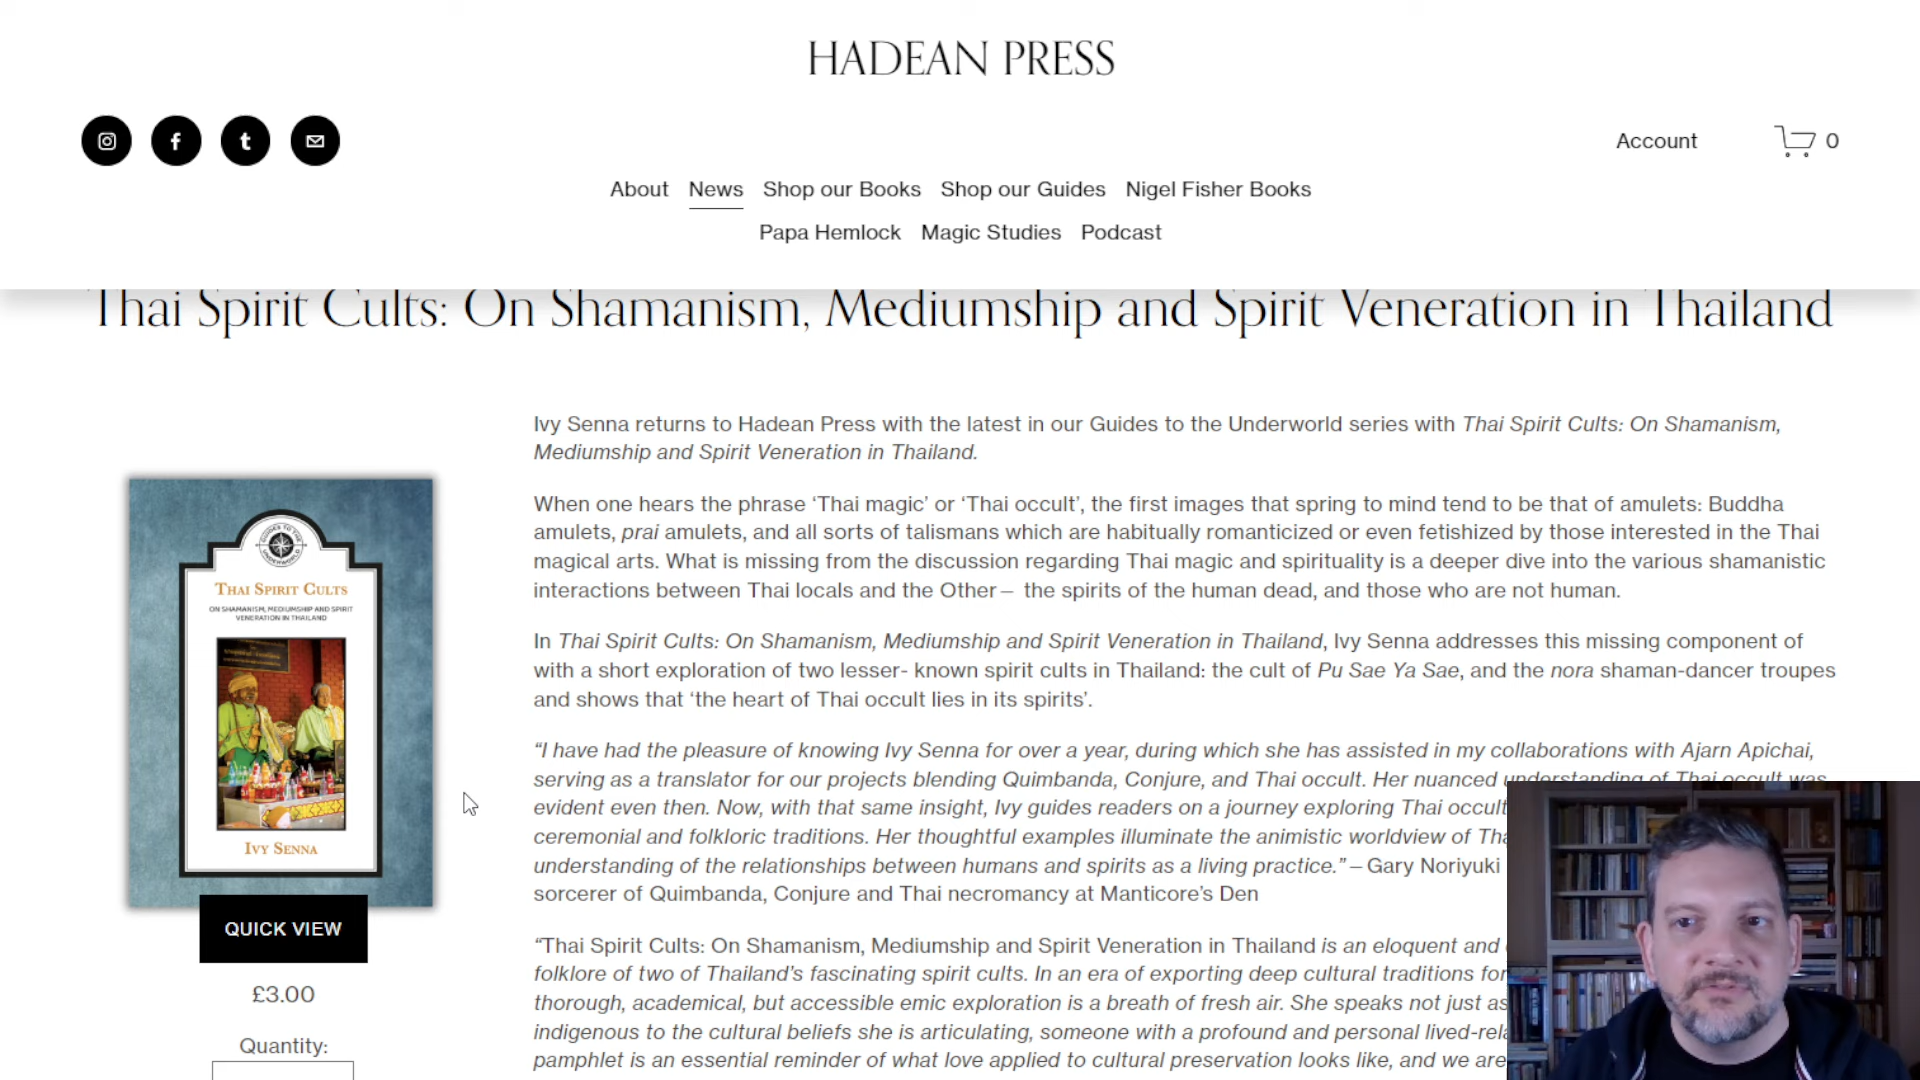 HADEAN PRESS
Account
0
About News Shop our Books Shop our Guides Nigel Fisher Books
Papa Hemlock Magic Studies Podcast
Thai Spirit Cults: On Shamanism, Mediumship and Spirit Veneration in Thailand
Ivy Senna returns to Hadean Press with the latest in our Guides to the Underworld series with Thai Spirit Cults: On Shamanism,
Mediumship and Spirit Veneration in Thailand.
When one hears the phrase ‘Thai magic’ or ‘Thai occult’, the first images that spring to mind tend to be that of amulets: Buddha
amulets, prai amulets, and all sorts of talismans which are habitually romanticized or even fetishized by those interested in the Thai
magical arts. What is missing from the discussion regarding Thai magic and spirituality is a deeper dive into the various shamanistic
interactions between Thai locals and the Other — the spirits of the human dead, and those who are not human.
In Thai Spirit Cults: On Shamanism, Mediumship and Spirit Veneration in Thailand, Ivy Senna addresses this missing component of
with a short exploration of two lesser- known spirit cults in Thailand: the cult of Pu Sae Ya Sae, and the nora shaman-dancer troupes
and shows that ‘the heart of Thai occult lies in its spirits’.
“I have had the pleasure of knowing Ivy Senna for over a year, during which she has assisted in my collaborations with Ajarn Apichai,
serving as a translator for our projects blending Quimbanda, Conjure, and Thai occult. Her nuanced understanding of Thai occult was
evident even then. Now, with that same insight, Ivy guides readers on a journey exploring Thai occult
ceremonial and folkloric traditions. Her thoughtful examples illuminate the animistic worldview of
understanding of the relationships between humans and spirits as a living practice.” – Gary Noriyuki
sorcerer of Quimbanda, Conjure and Thai necromancy at Manticore’s Den
“Thai Spirit Cults: On Shamanism, Mediumship and Spirit Veneration in Thailand is an eloquent and
folklore of two of Thailand’s fascinating spirit cults. In an era of exporting deep cultural traditions for
thorough, academical, but accessible emic exploration is a breath of fresh air. She speaks not just as
indigenous to the cultural beliefs she is articulating, someone with a profound and personal
pamphlet is an essential reminder of what love applied to cultural preservation looks like, and we are
GUIDES TO THE
UNDERWORLD
THAI SPIRIT CULTS
ON SHAMANISM, MEDIUMSHIP AND SPIRIT
VENERATION IN THAILAND
IVY SENNA
QUICK VIEW
£3.00
Quantity: